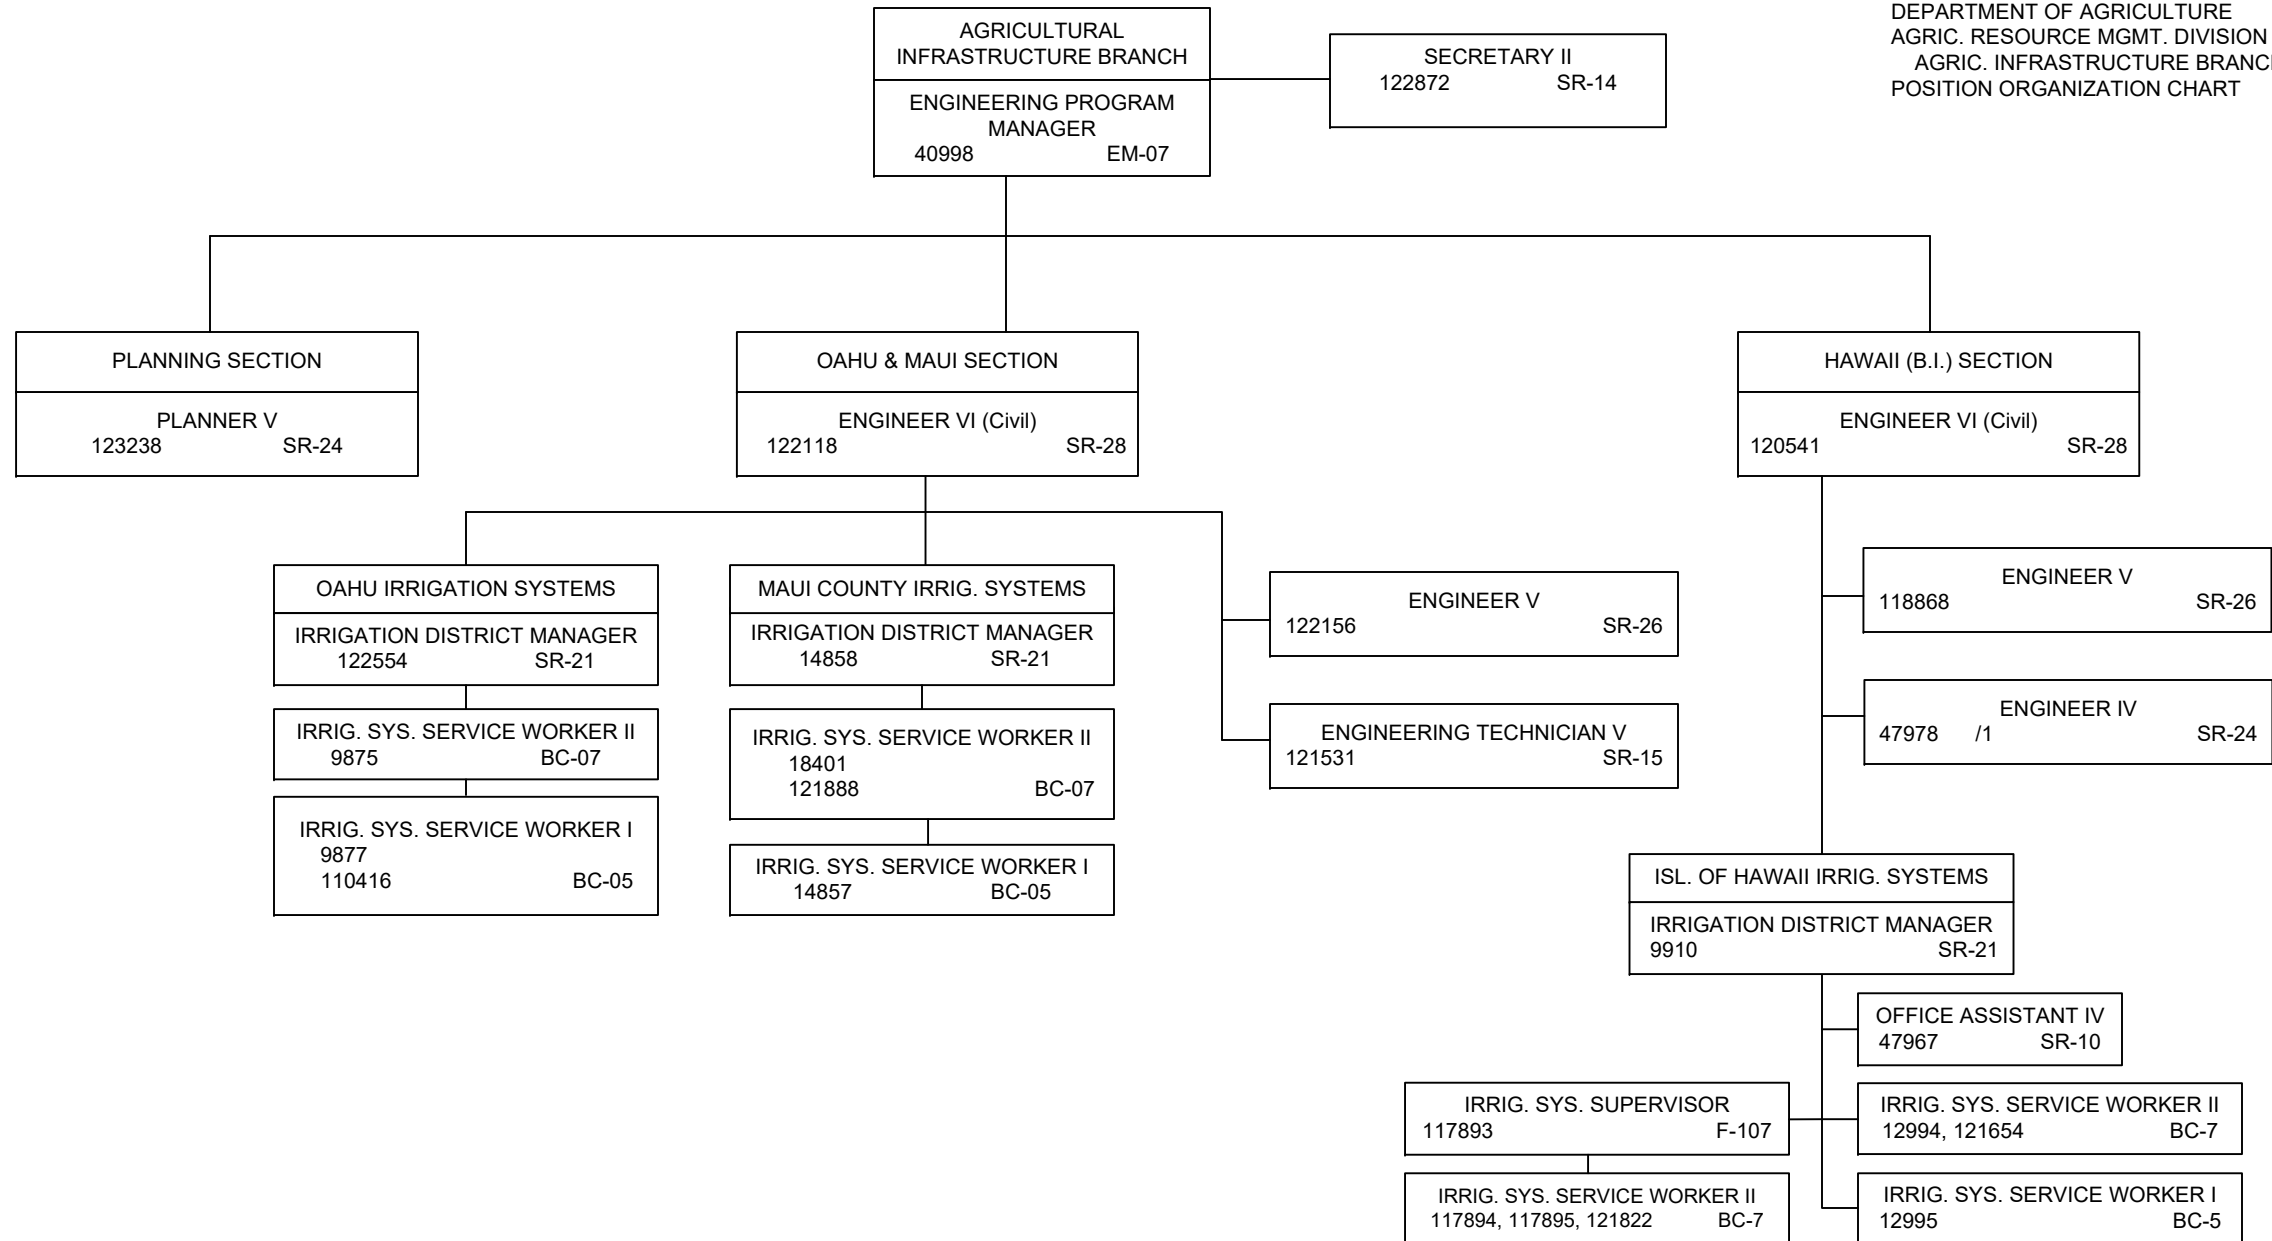 DEPARTMENT OF AGRICULTURE
AGRIC. RESOURCE MGMT. DIVISION
AGRIC. INFRASTRUCTURE BRANCH
POSITION ORGANIZATION CHART
AGRICULTURAL
INFRASTRUCTURE BRANCH
ENGINEERING PROGRAM
MANAGER
40998 EM-07
SECRETARY II
122872 SR-14
PLANNING SECTION
PLANNER V
123238 SR-24
OAHU & MAUI SECTION
ENGINEER VI (Civil)
122118 SR-28
HAWAII (B.I.) SECTION
ENGINEER VI (Civil)
120541 SR-28
OAHU IRRIGATION SYSTEMS
IRRIGATION DISTRICT MANAGER
122554 SR-21
IRRIG. SYS. SERVICE WORKER II
9875 BC-07
IRRIG. SYS. SERVICE WORKER I
9877
110416 BC-05
MAUI COUNTY IRRIG. SYSTEMS
IRRIGATION DISTRICT MANAGER
14858 SR-21
IRRIG. SYS. SERVICE WORKER II
18401
121888 BC-07
IRRIG. SYS. SERVICE WORKER I
14857 BC-05
ENGINEER V
122156 SR-26
ENGINEERING TECHNICIAN V
121531 SR-15
ENGINEER V
118868 SR-26
ENGINEER IV
47978 /1 SR-24
ISL. OF HAWAII IRRIG. SYSTEMS
IRRIGATION DISTRICT MANAGER
9910 SR-21
OFFICE ASSISTANT IV
47967 SR-10
IRRIG. SYS. SUPERVISOR
117893 F-107
IRRIG. SYS. SERVICE WORKER II
117894, 117895, 121822 BC-7
IRRIG. SYS. SERVICE WORKER II
12994, 121654 BC-7
IRRIG. SYS. SERVICE WORKER I
12995 BC-5